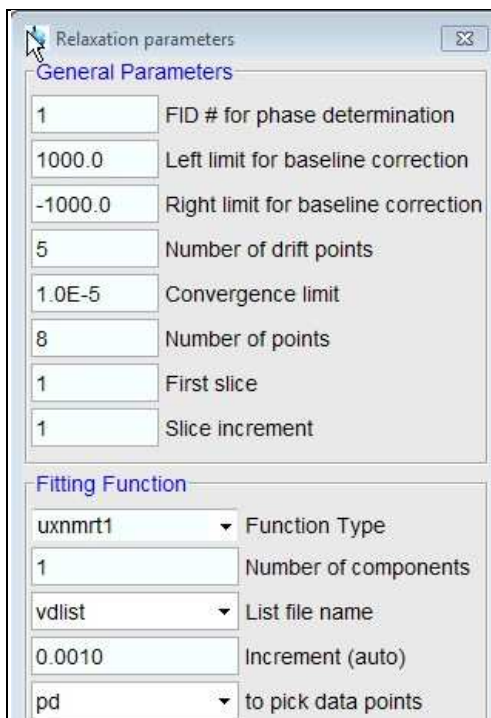 Relaxation parameters
General Parameters
1 FID # for phase determination
1000.0 Left limit for baseline correction
-1000.0 Right limit for baseline correction
5 Number of drift points
1.0E-5 Convergence limit
8 Number of points
1 First slice
1 Slice increment
Fitting Function
uxnmrt1 Function Type
1 Number of components
vdlist List file name
0.0010 Increment (auto)
pd to pick data points